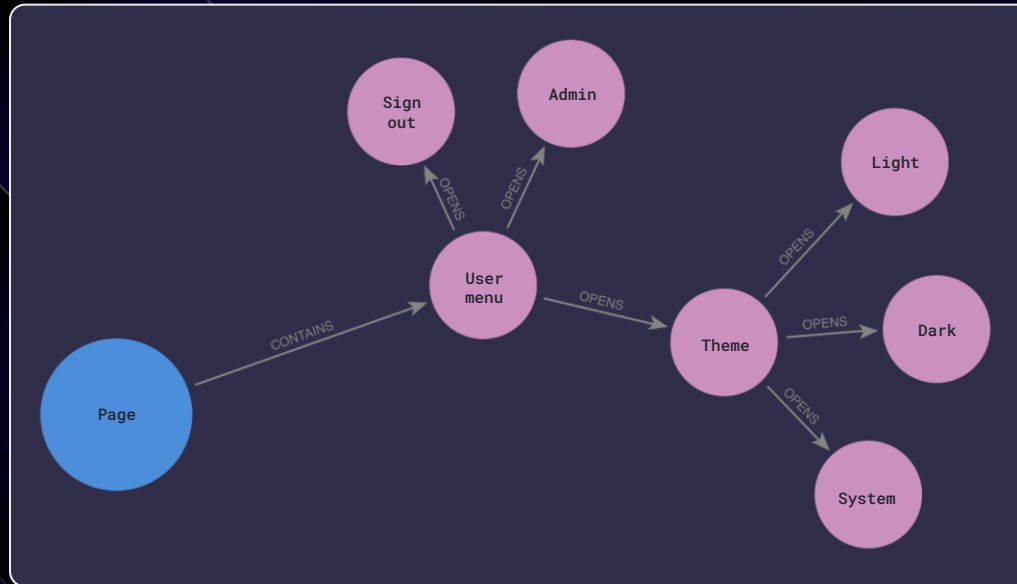 Sign
out
Admin
Light
OPENS
OPENS
OPENS
User
menu
OPENS
OPENS
Dark
Theme
CONTAINS
OPENS
Page
System